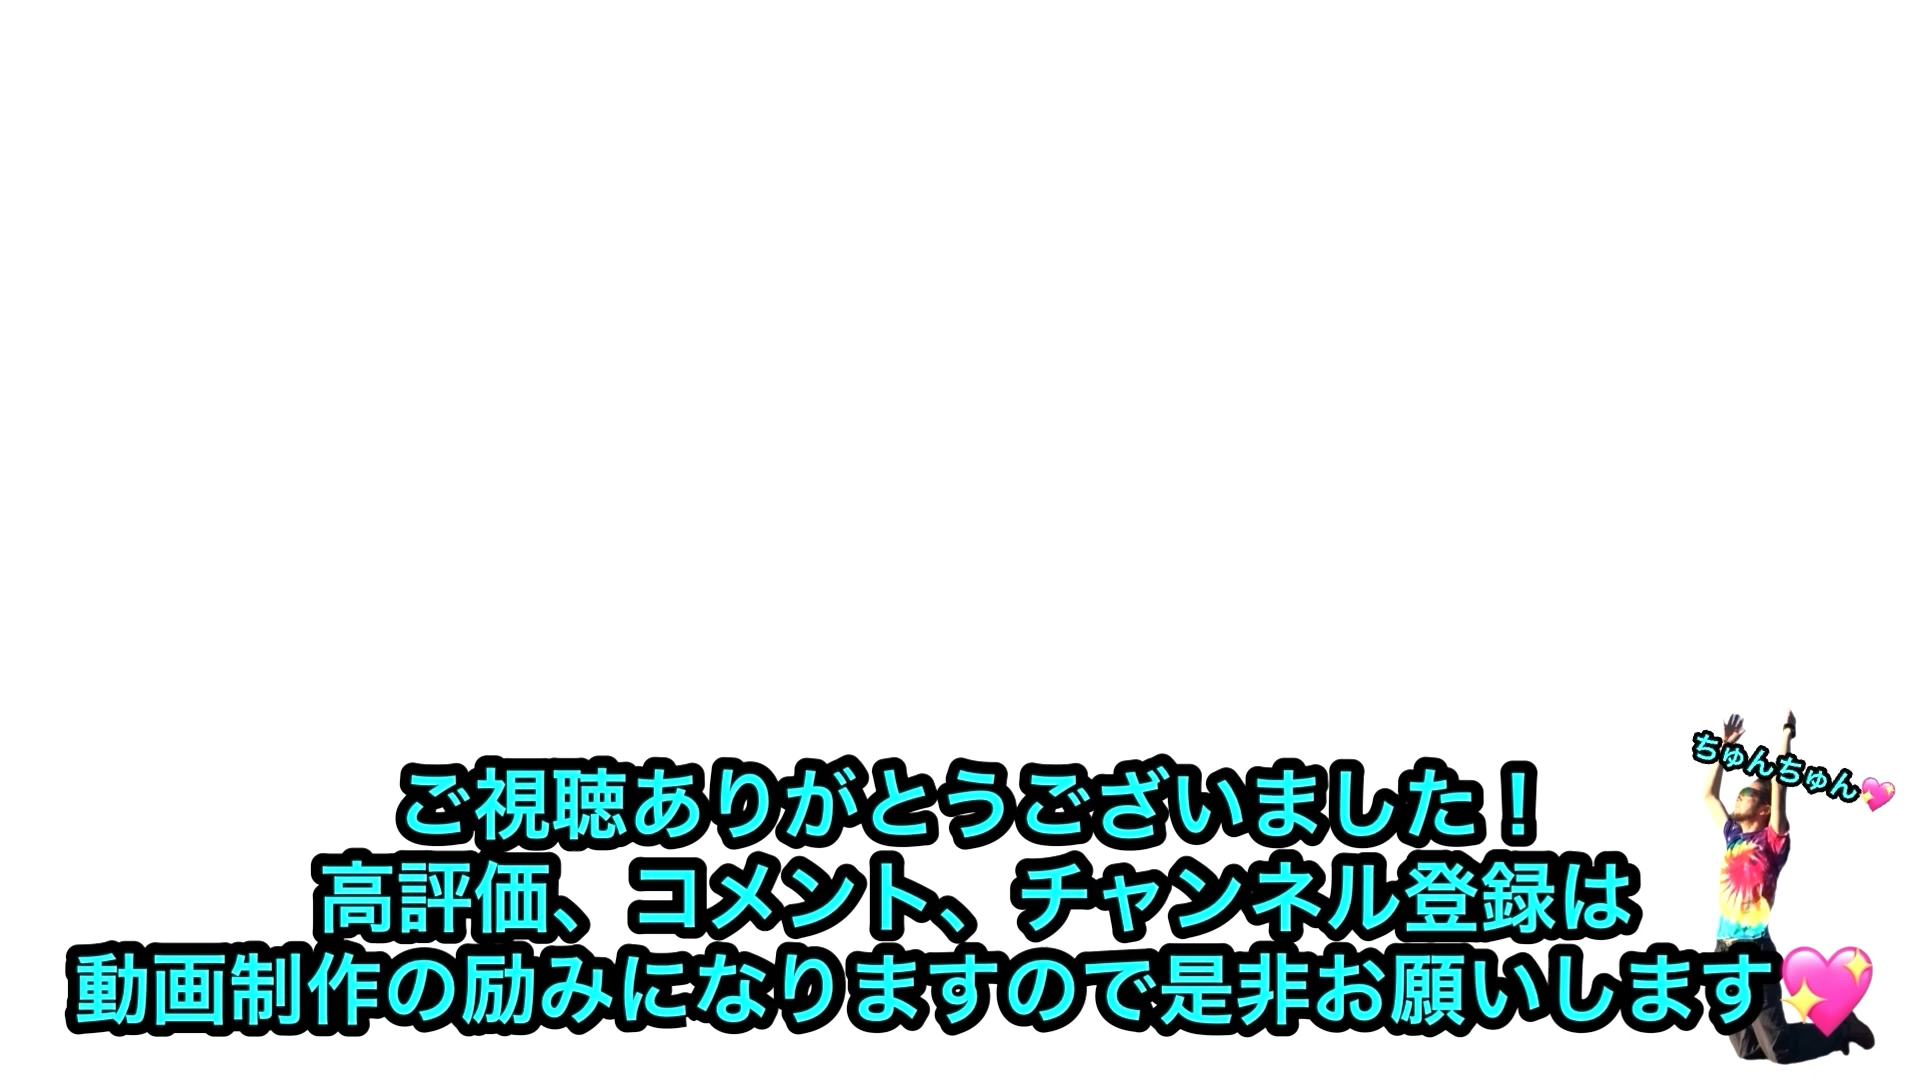 ちゅんちゅん💖
ご視聴ありがとうございました！
高評価、コメント、チャンネル登録は
動画制作の励みになりますので是非お願いします💖